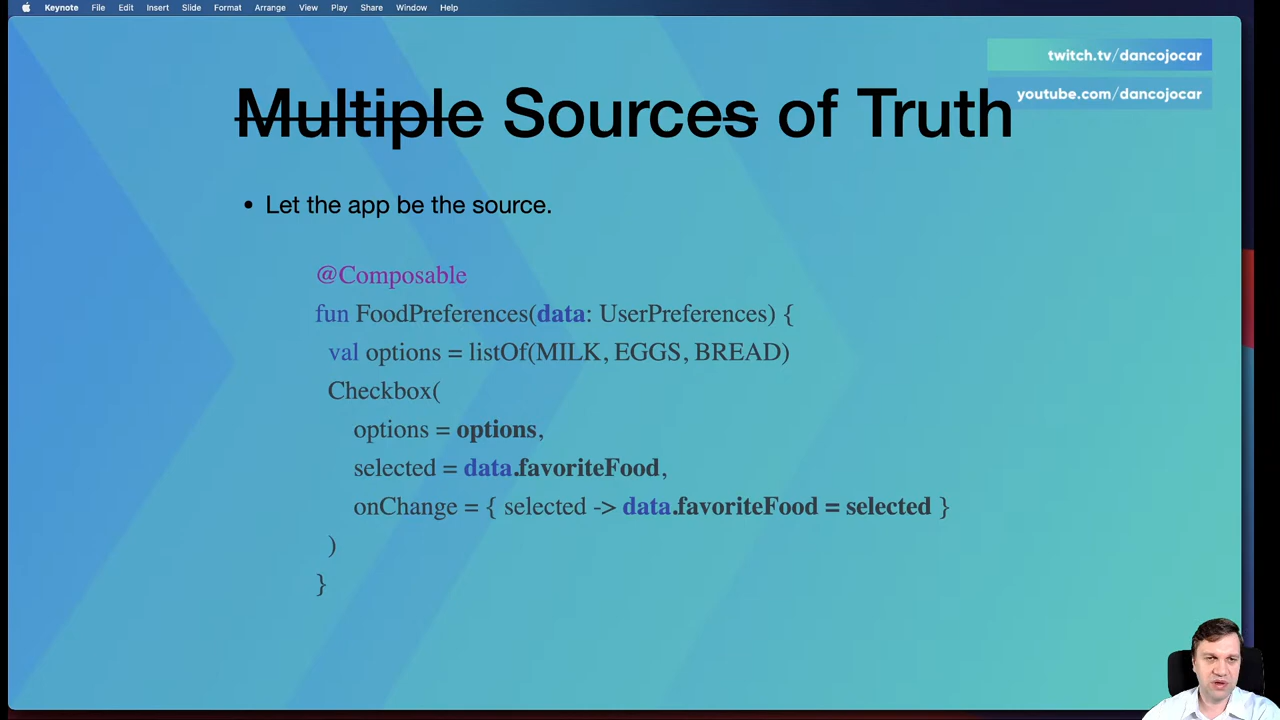 Keynote File Edit Insert Slide Format Arrange View Play Share Window Help
twitch.tv/dancojocar
youtube.com/dancojocar
Multiple Sources of Truth
• Let the app be the source.
@Composable
fun FoodPreferences(data: UserPreferences) {
val options = listOf(MILK, EGGS, BREAD)
Checkbox(
options = options,
selected = data.favoriteFood,
onChange = { selected -> data.favoriteFood = selected }
)
}